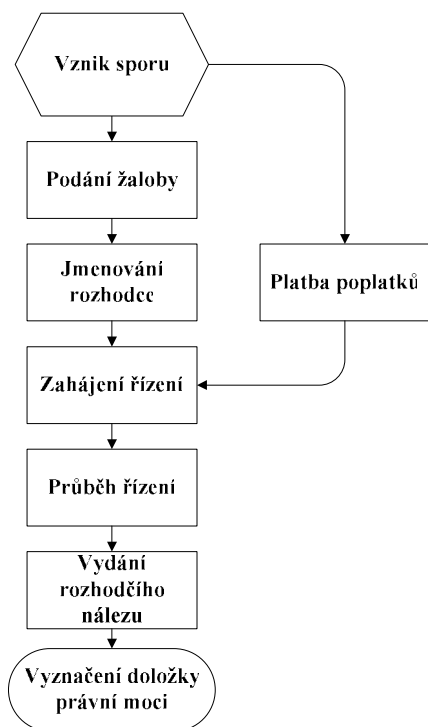 Vznik sporu
Podání žaloby
Jmenování
rozhodce
Platba poplatků
Zahájení řízení
Průběh řízení
Vydání
rozhodčího
nálezu
Vyznačení doložky
právní moci